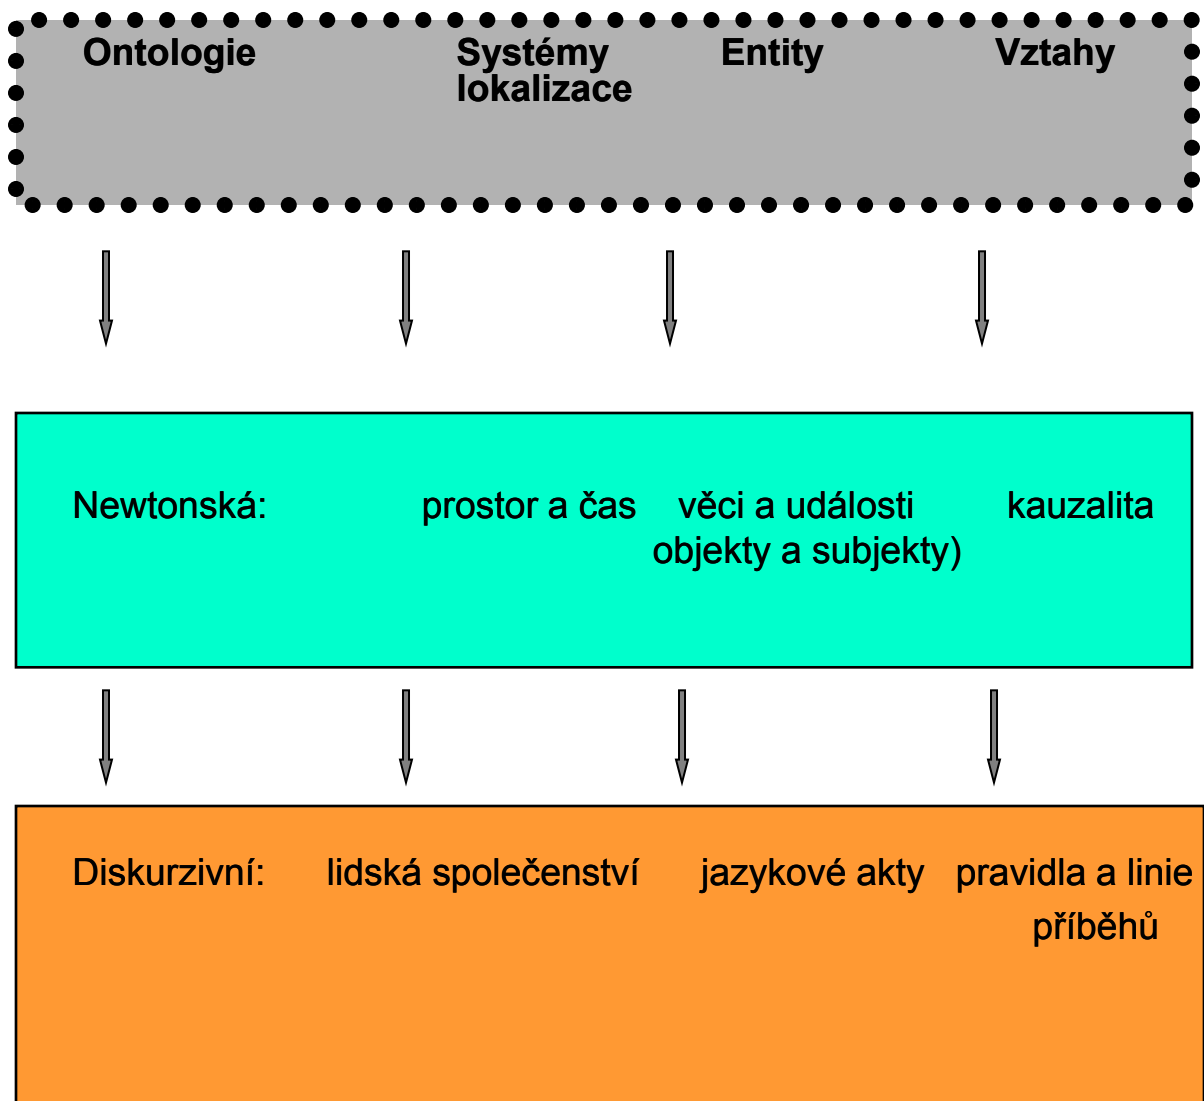 Ontologie Systémy Entity Vztahy
lokalizace
Newtonská: prostor a čas věci a události kauzalita
objekty a subjekty)
Diskurzivní: lidská společenství jazykové akty pravidla a linie
příběhů